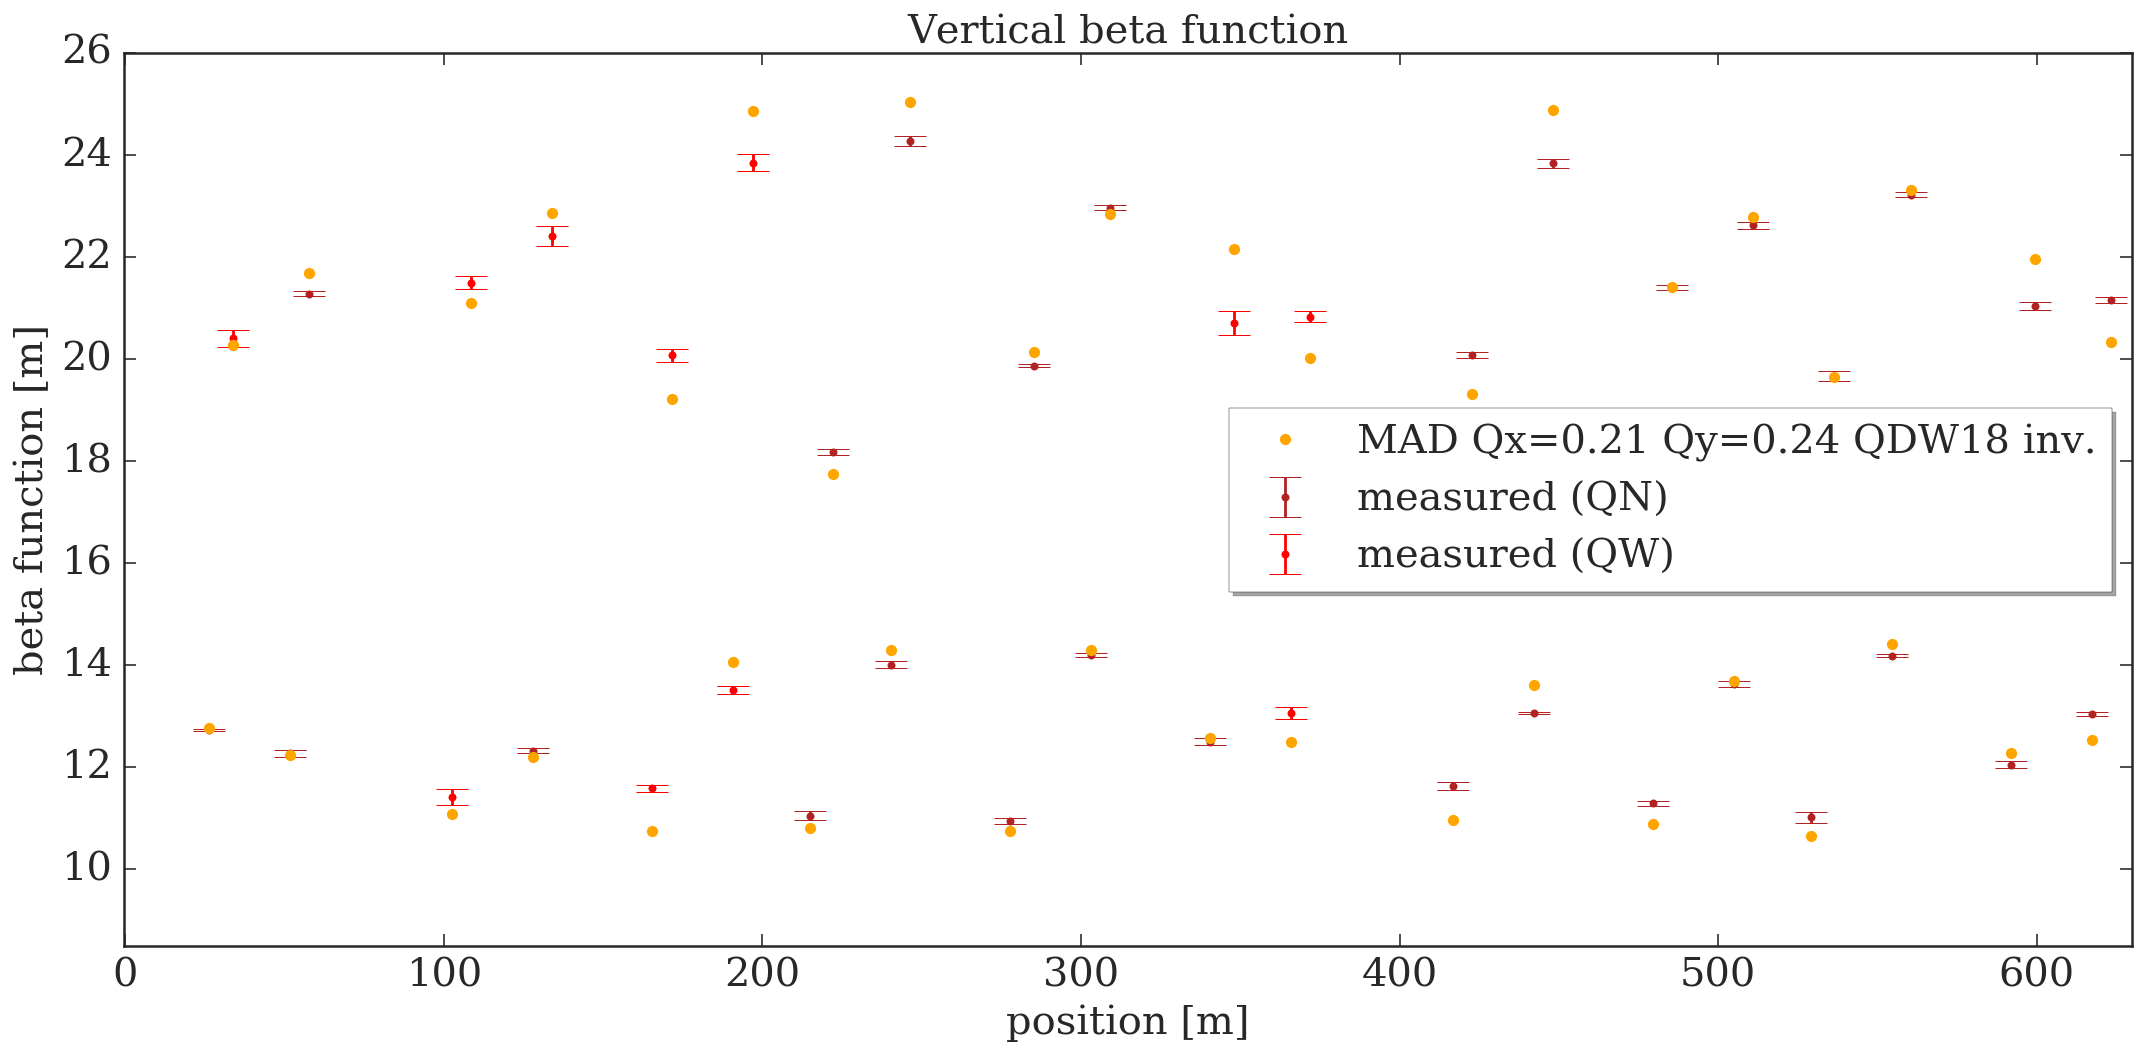 Vertical beta function
26
24
22
20
18
16
14
12
10
beta function [m]
MAD Qx=0.21 Qy=0.24 QDW18 inv.
measured (QN)
measured (QW)
0 100 200 300 400 500 600
position [m]